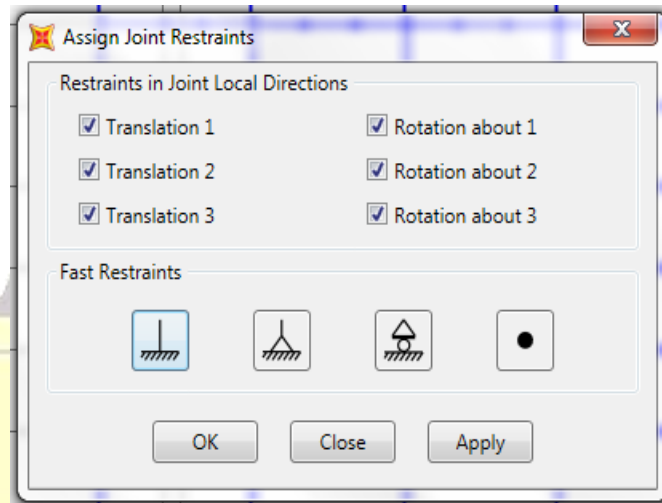 Assign Joint Restraints
Restraints in Joint Local Directions
Translation 1
Rotation about 1
Translation 2
Rotation about 2
Translation 3
Rotation about 3
Fast Restraints
OK
Close
Apply